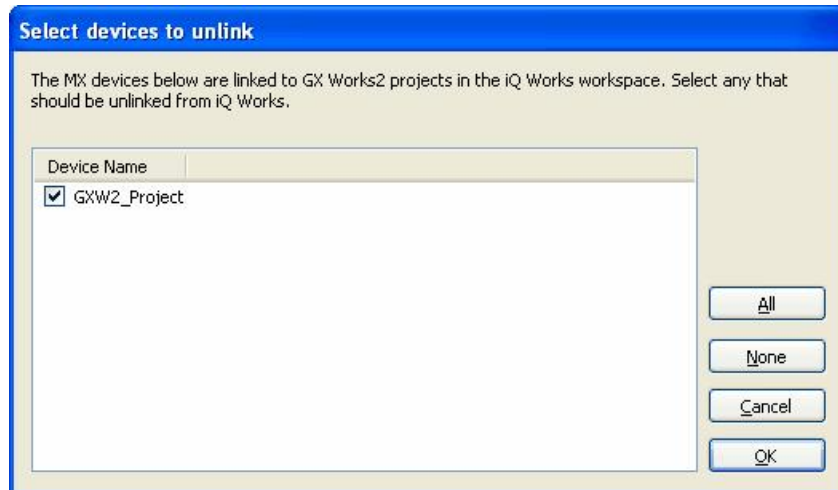 Select devices to unlink
The MX devices below are linked to GX Works2 projects in the iQ Works workspace. Select any that
should be unlinked from iQ Works.
Device Name
GXW2_Project
All
None
Cancel
OK